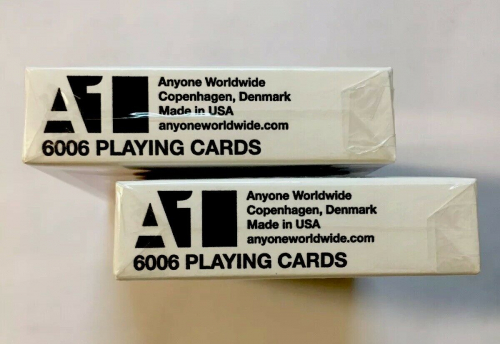 A1
Anyone Worldwide
Copenhagen, Denmark
Made in USA
anyoneworldwide.com
6006 PLAYING CARDS
A1
Anyone Worldwide
Copenhagen, Denmark
Made in USA
anyoneworldwide.com
6006 PLAYING CARDS